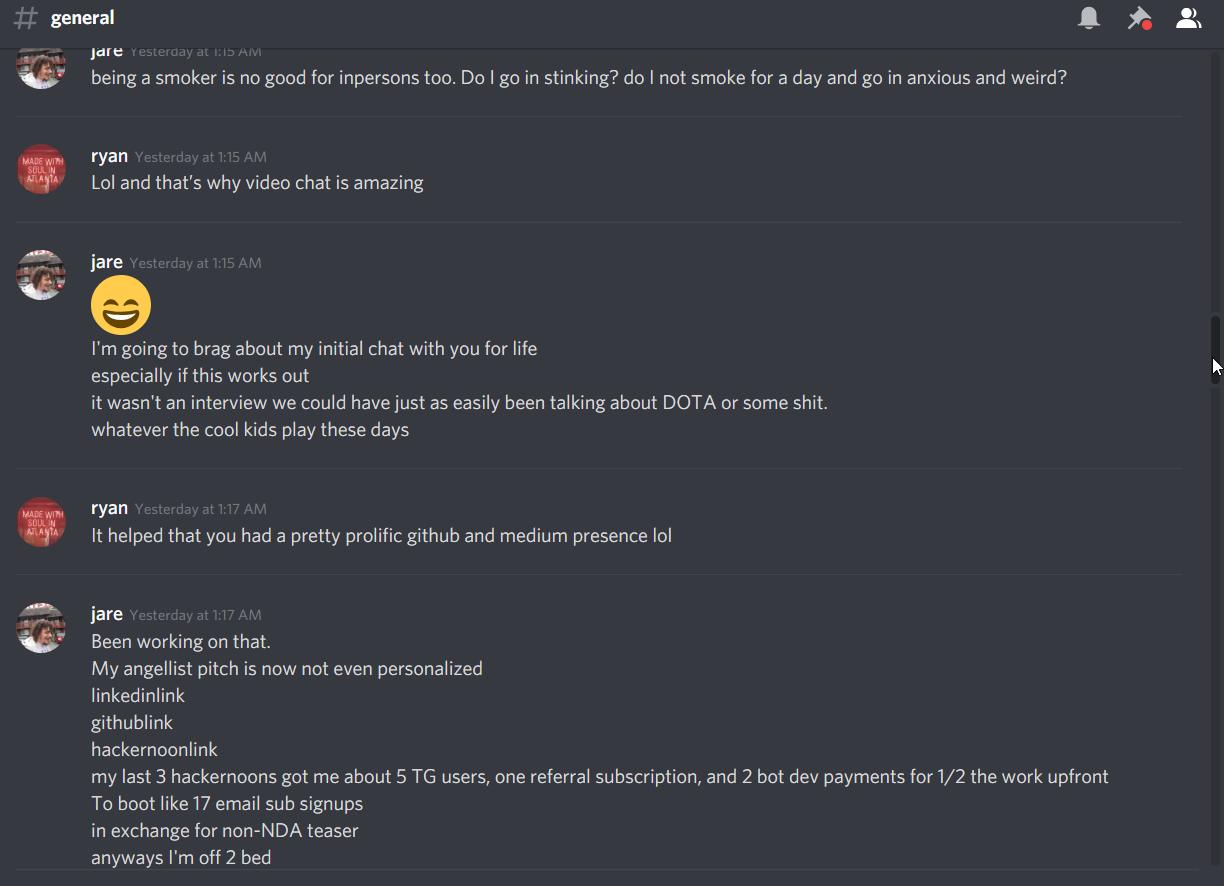 general
jare Yesterday at 1:15 AM
being a smoker is no good for inpersons too. Do I go in stinking? do I not smoke for a day and go in anxious and weird?
MADE WITH
SOUL IN
ATLANTA
ryan Yesterday at 1:15 AM
Lol and that’s why video chat is amazing
jare Yesterday at 1:15 AM
I'm going to brag about my initial chat with you for life
especially if this works out
it wasn't an interview we could have just as easily been talking about DOTA or some shit.
whatever the cool kids play these days
MADE WITH
SOUL IN
ATLANTA
ryan Yesterday at 1:17 AM
It helped that you had a pretty prolific github and medium presence lol
jare Yesterday at 1:17 AM
Been working on that.
My angellist pitch is now not even personalized
linkedinlink
githublink
hackernoonlink
my last 3 hackernoons got me about 5 TG users, one referral subscription, and 2 bot dev payments for 1/2 the work upfront
To boot like 17 email sub signups
in exchange for non-NDA teaser
anyways I'm off 2 bed